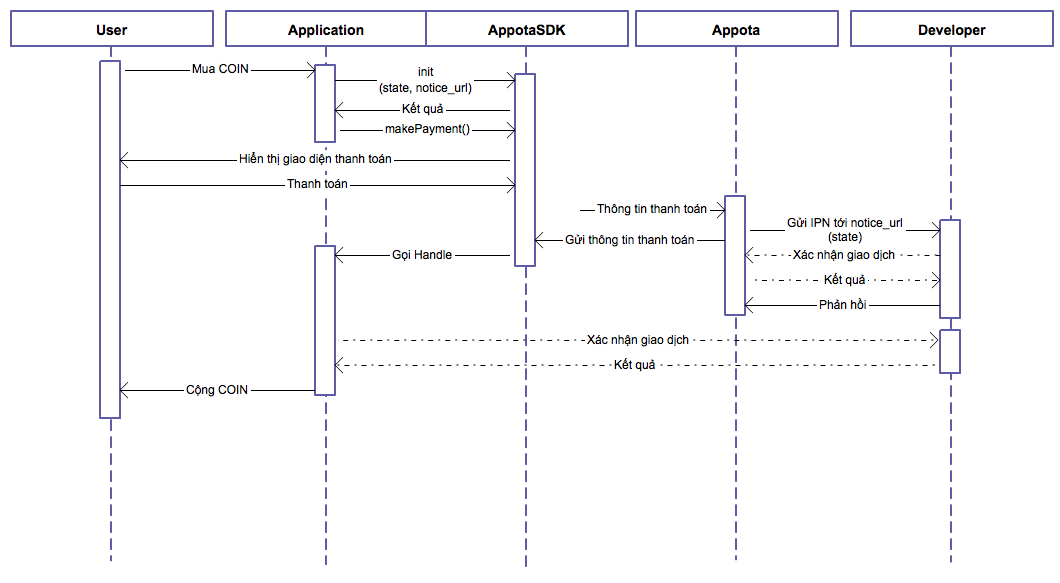 User
Application
AppotaSDK
Appota
Developer
Mua COIN
init
(state, notice_url)
Kết quả
makePayment()
Hiển thị giao diện thanh toán
Thanh toán
Thông tin thanh toán
Gửi IPN tới notice_url
(state)
Gửi thông tin thanh toán
Gọi Handle
Xác nhận giao dịch
Kết quả
Phản hồi
Xác nhận giao dịch
Kết quả
Cộng COIN